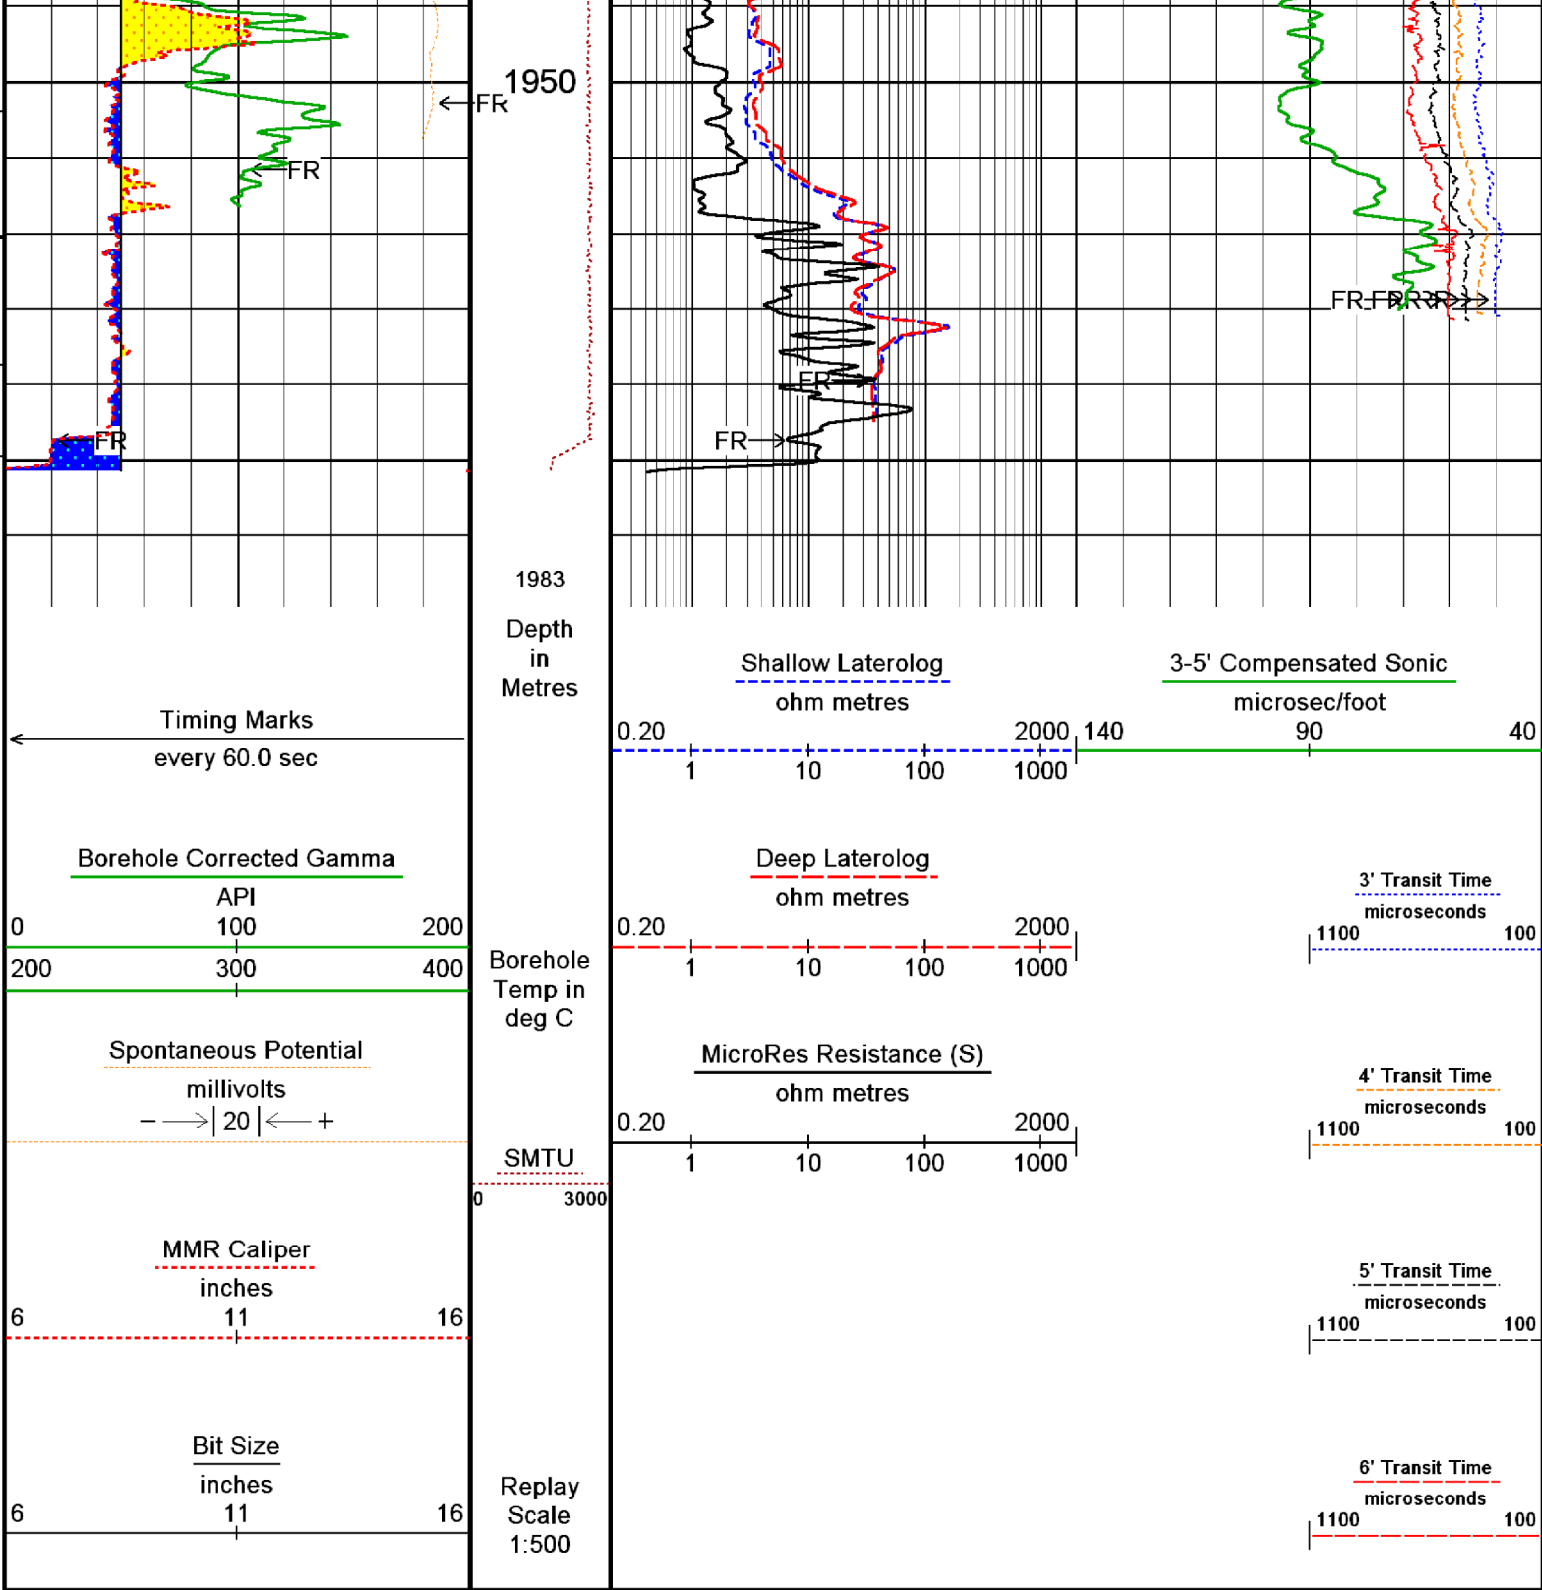 1950
FR
FR
FR FR FR FR
FR
FR
FR
1983
Depth
in
Metres
Timing Marks
every 60.0 sec
Shallow Laterolog
ohm metres
0.20 2000
1 10 100 1000
3-5' Compensated Sonic
microsec/foot
140 90 40
Borehole Corrected Gamma
API
0 100 200
200 300 400
Borehole
Temp in
deg C
Deep Laterolog
ohm metres
0.20 2000
1 10 100 1000
3' Transit Time
microseconds
1100 100
Spontaneous Potential
millivolts
− 20 +
SMTU
0 3000
MicroRes Resistance (S)
ohm metres
0.20 2000
1 10 100 1000
4' Transit Time
microseconds
1100 100
MMR Caliper
inches
6 11 16
5' Transit Time
microseconds
1100 100
Bit Size
inches
6 11 16
Replay
Scale
1:500
6' Transit Time
microseconds
1100 100